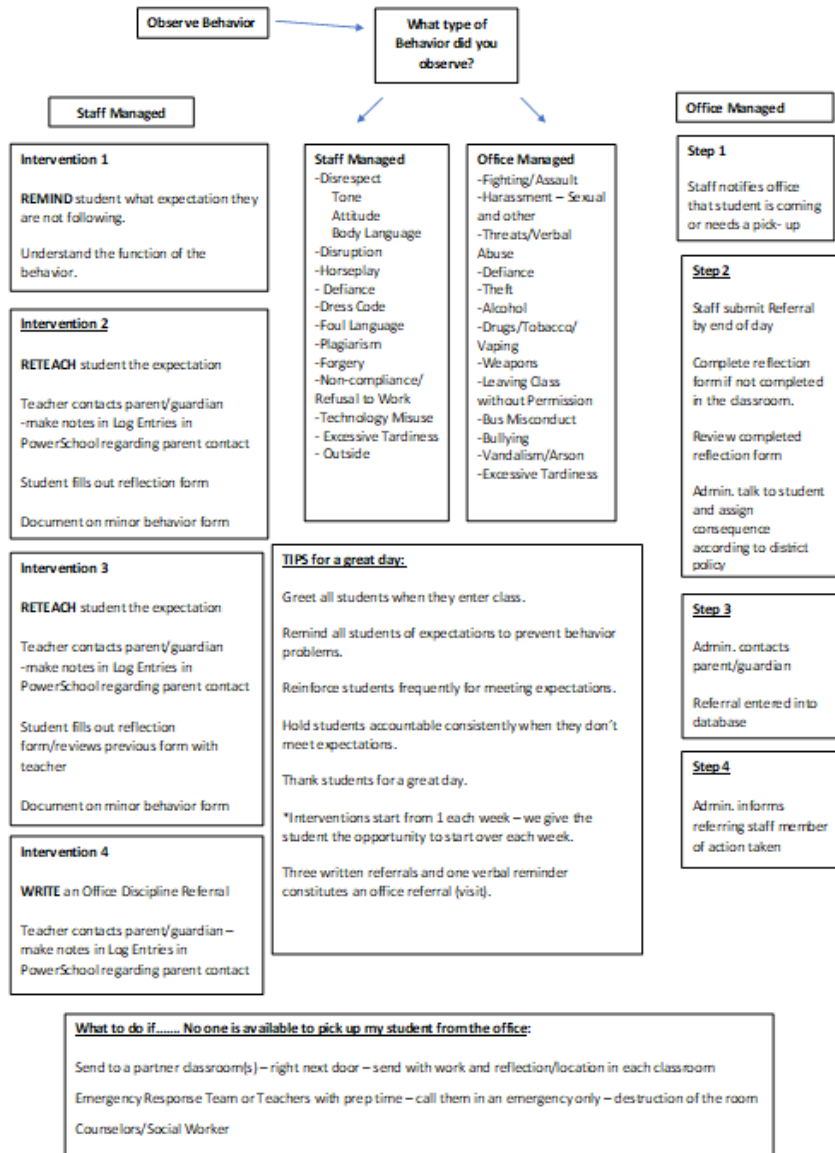 Observe Behavior
What type of
Behavior did you
observe?
Staff Managed
Intervention 1
REMIND student what expectation they
are not following.
Understand the function of the
behavior.
Intervention 2
RETEACH student the expectation
Teacher contacts parent/guardian
-make notes in Log Entries in
PowerSchool regarding parent contact
Student fills out reflection form
Document on minor behavior form
Intervention 3
RETEACH student the expectation
Teacher contacts parent/guardian
-make notes in Log Entries in
PowerSchool regarding parent contact
Student fills out reflection
form/reviews previous form with
teacher
Document on minor behavior form
Intervention 4
WRITE an Office Discipline Referral
Teacher contacts parent/guardian –
make notes in Log Entries in
PowerSchool regarding parent contact
Staff Managed
-Disrespect
Tone
Attitude
Body Language
-Disruption
-Horseplay
- Defiance
-Dress Code
-Foul Language
-Plagiarism
-Forgery
-Non-compliance/
Refusal to Work
-Technology Misuse
- Excessive Tardiness
- Outside
Office Managed
-Fighting/Assault
-Harassment – Sexual
and other
-Threats/Verbal
Abuse
-Defiance
-Theft
-Alcohol
-Drugs/Tobacco/
Vaping
-Weapons
-Leaving Class
without Permission
-Bus Misconduct
-Bullying
-Vandalism/Arson
-Excessive Tardiness
TIPS for a great day:
Greet all students when they enter class.
Remind all students of expectations to prevent behavior
problems.
Reinforce students frequently for meeting expectations.
Hold students accountable consistently when they don't
meet expectations.
Thank students for a great day.
*Interventions start from 1 each week – we give the
student the opportunity to start over each week.
Three written referrals and one verbal reminder
constitutes an office referral (visit).
Office Managed
Step 1
Staff notifies office
that student is coming
or needs a pick- up
Step 2
Staff submit Referral
by end of day
Complete reflection
form if not completed
in the classroom.
Review completed
reflection form
Admin. talk to student
and assign
consequence
according to district
policy
Step 3
Admin. contacts
parent/guardian
Referral entered into
database
Step 4
Admin. informs
referring staff member
of action taken
What to do if....... No one is available to pick up my student from the office:
Send to a partner classroom(s) – right next door – send with work and reflection/location in each classroom
Emergency Response Team or Teachers with prep time – call them in an emergency only – destruction of the room
Counselors/Social Worker